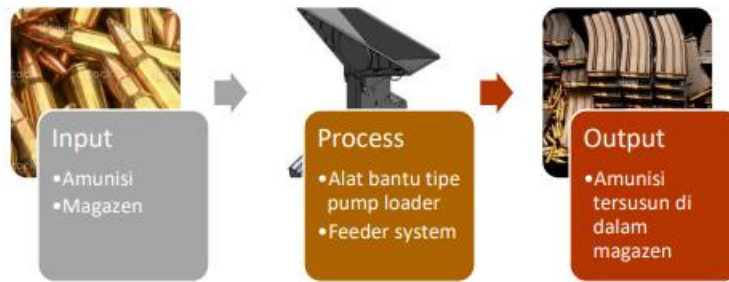 Input
•Amunisi
•Magazen
Process
•Alat bantu tipe
pump loader
•Feeder system
Output
•Amunisi
tersusun di
dalam
magazen